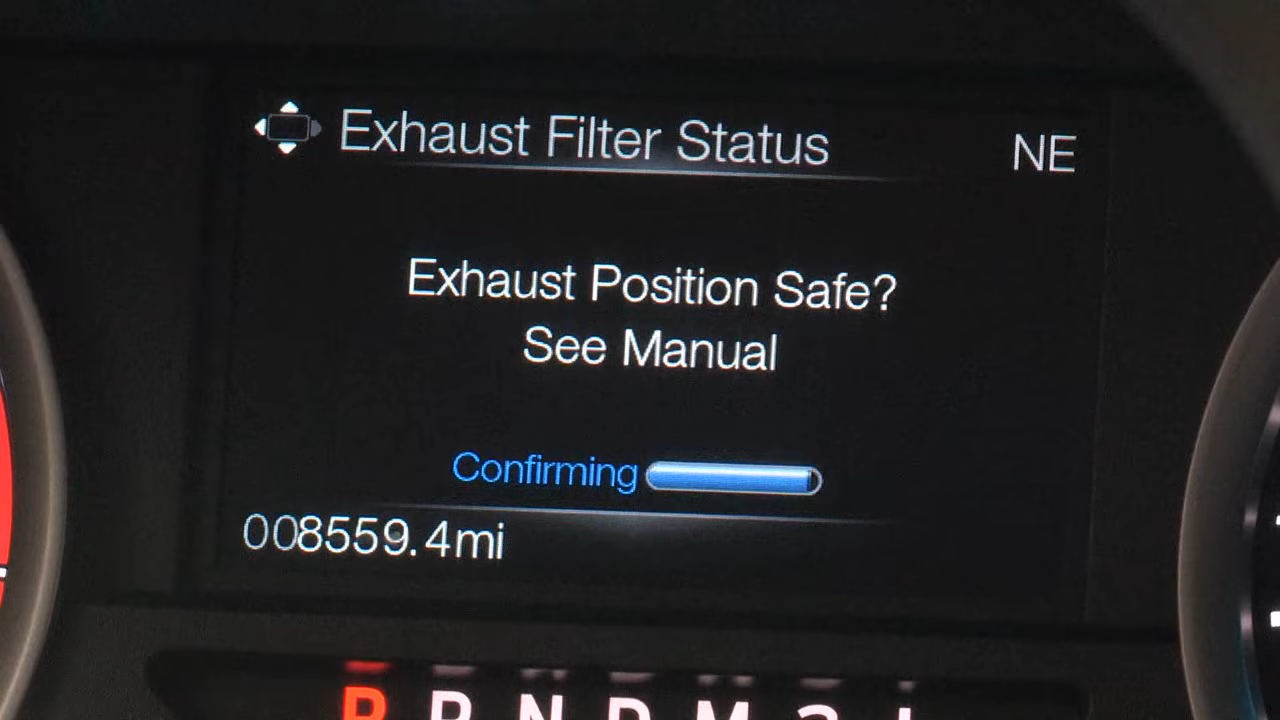 Exhaust Filter Status
NE
Exhaust Position Safe?
See Manual
Confirming
008559.4mi
P R N D M